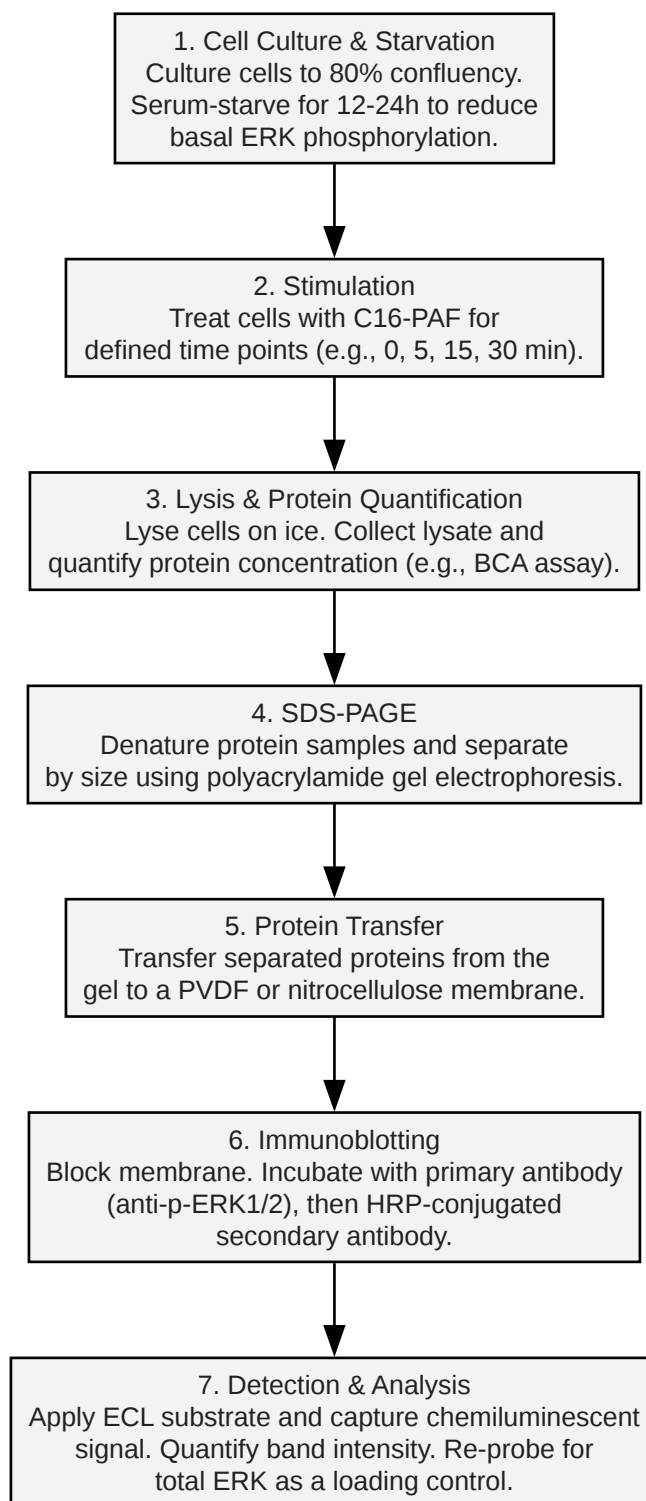 1. Cell Culture & Starvation
Culture cells to 80% confluency.
Serum-starve for 12-24h to reduce
basal ERK phosphorylation.
2. Stimulation
Treat cells with C16-PAF for
defined time points (e.g., 0, 5, 15, 30 min).
3. Lysis & Protein Quantification
Lyse cells on ice. Collect lysate and
quantify protein concentration (e.g., BCA assay).
4. SDS-PAGE
Denature protein samples and separate
by size using polyacrylamide gel electrophoresis.
5. Protein Transfer
Transfer separated proteins from the
gel to a PVDF or nitrocellulose membrane.
6. Immunoblotting
Block membrane. Incubate with primary antibody
(anti-p-ERK1/2), then HRP-conjugated
secondary antibody.
7. Detection & Analysis
Apply ECL substrate and capture chemiluminescent
signal. Quantify band intensity. Re-probe for
total ERK as a loading control.